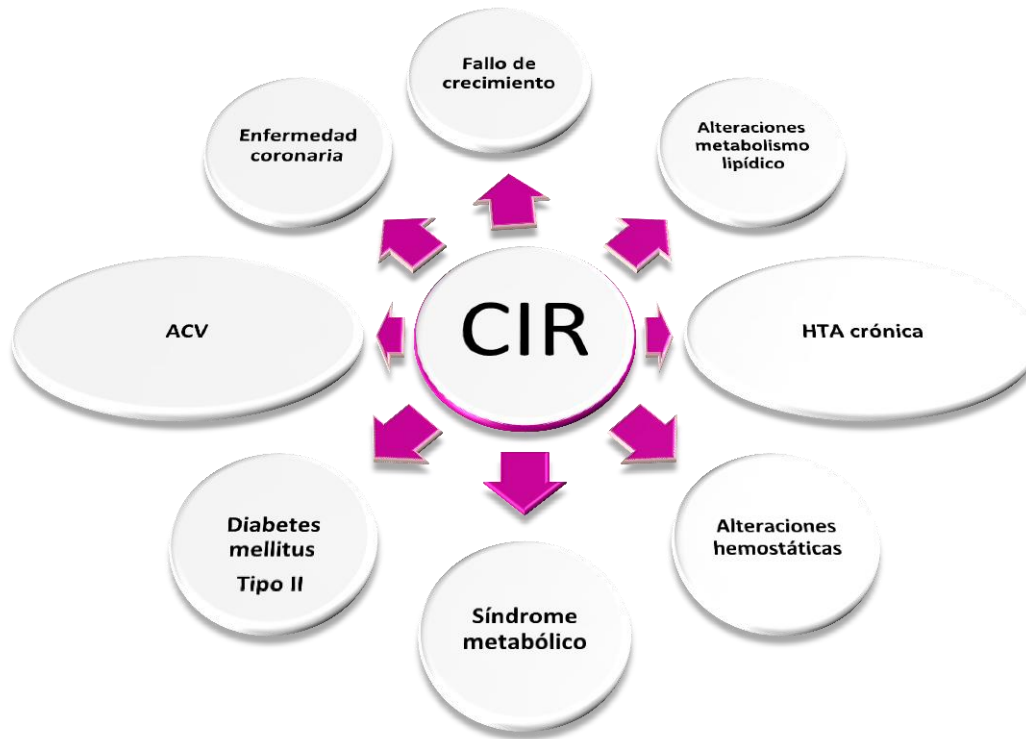 Fallo de
crecimiento
Enfermedad
coronaria
Alteraciones
metabolismo
lipídico
ACV
CIR
HTA crónica
Diabetes
mellitus
Tipo II
Síndrome
metabólico
Alteraciones
hemostáticas